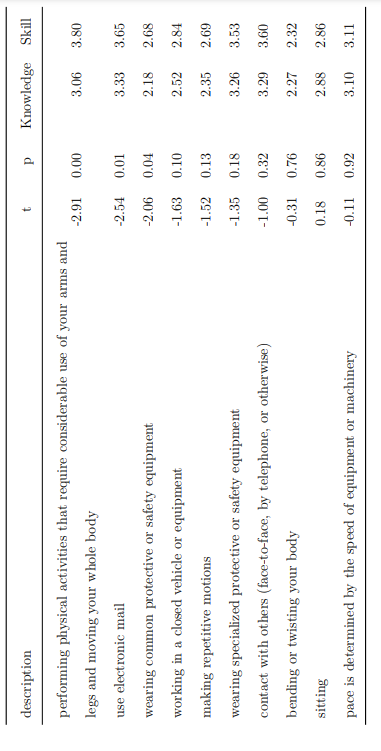 description t p Knowledge Skill
performing physical activities that require considerable use of your arms and
legs and moving your whole body -2.91 0.00 3.06 3.80
use electronic mail -2.54 0.01 3.33 3.65
wearing common protective or safety equipment -2.06 0.04 2.18 2.68
working in a closed vehicle or equipment -1.63 0.10 2.52 2.84
making repetitive motions -1.52 0.13 2.35 2.69
wearing specialized protective or safety equipment -1.35 0.18 3.26 3.53
contact with others (face-to-face, by telephone, or otherwise) -1.00 0.32 3.29 3.60
bending or twisting your body -0.31 0.76 2.27 2.32
sitting 0.18 0.86 2.88 2.86
pace is determined by the speed of equipment or machinery -0.11 0.92 3.10 3.11